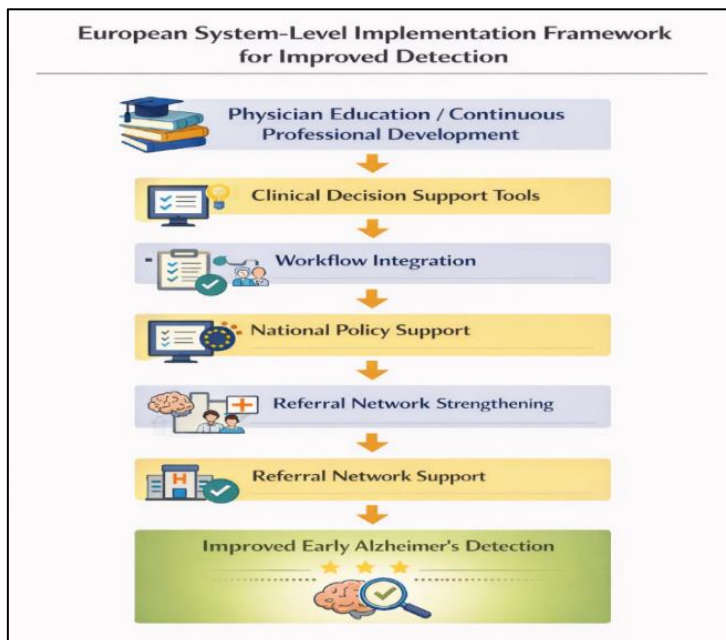 European System-Level Implementation Framework
for Improved Detection
Physician Education / Continuous
Professional Development
Clinical Decision Support Tools
Workflow Integration
National Policy Support
Referral Network Strengthening
H
Referral Network Support
Improved Early Alzheimer's Detection